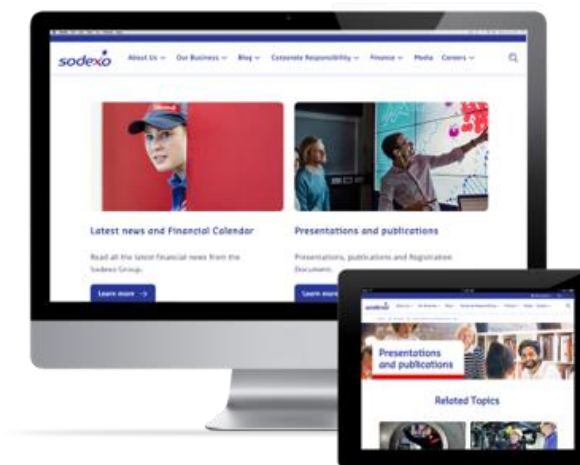 sodexo
About Us
Our Business
Blog
Corporate Responsibility
Finance
Media
Careers
Latest news and Financial Calendar
Presentations and publications
Read all the latest financial news from the
Sodexo Group.
Presentations, publications and Registration
Document.
Learn more →
Learn more
sodexo
Presentations
and publications
Related Topics